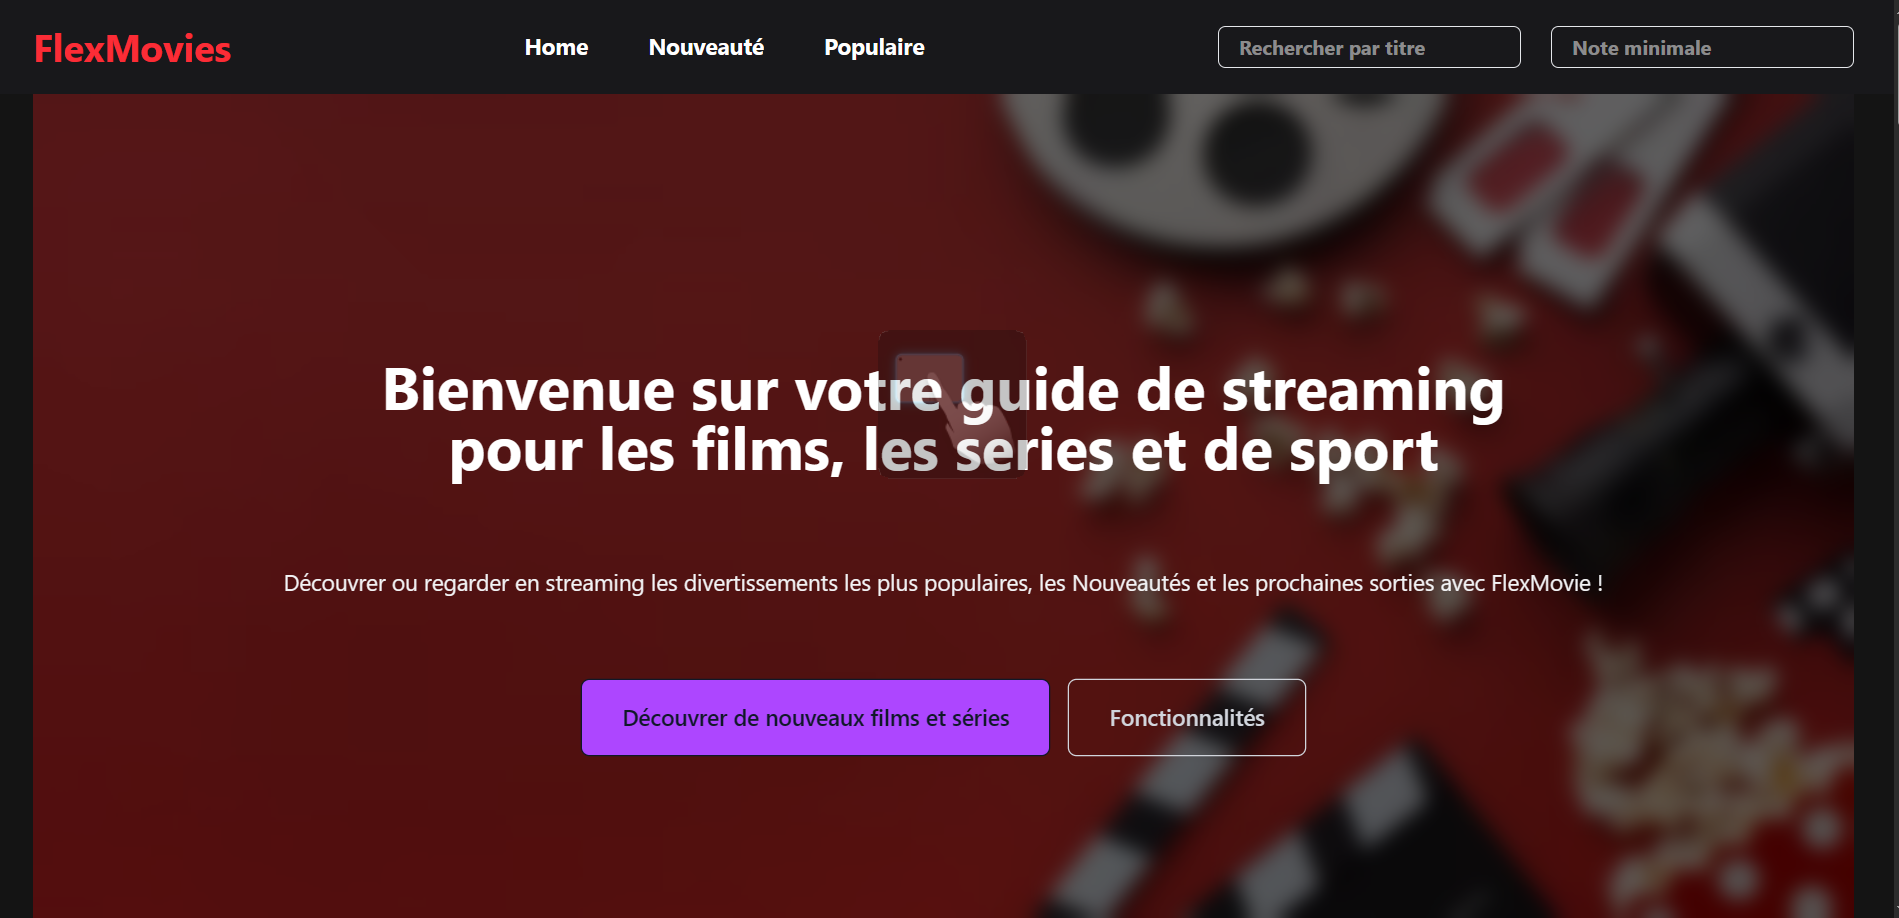 FlexMovies
Home
Nouveauté
Populaire
Rechercher par titre
Note minimale
Bienvenue sur votre guide de streaming
pour les films, les series et de sport
Découvrer ou regarder en streaming les divertissements les plus populaires, les Nouveautés et les prochaines sorties avec FlexMovie !
Découvrer de nouveaux films et séries
Fonctionnalités